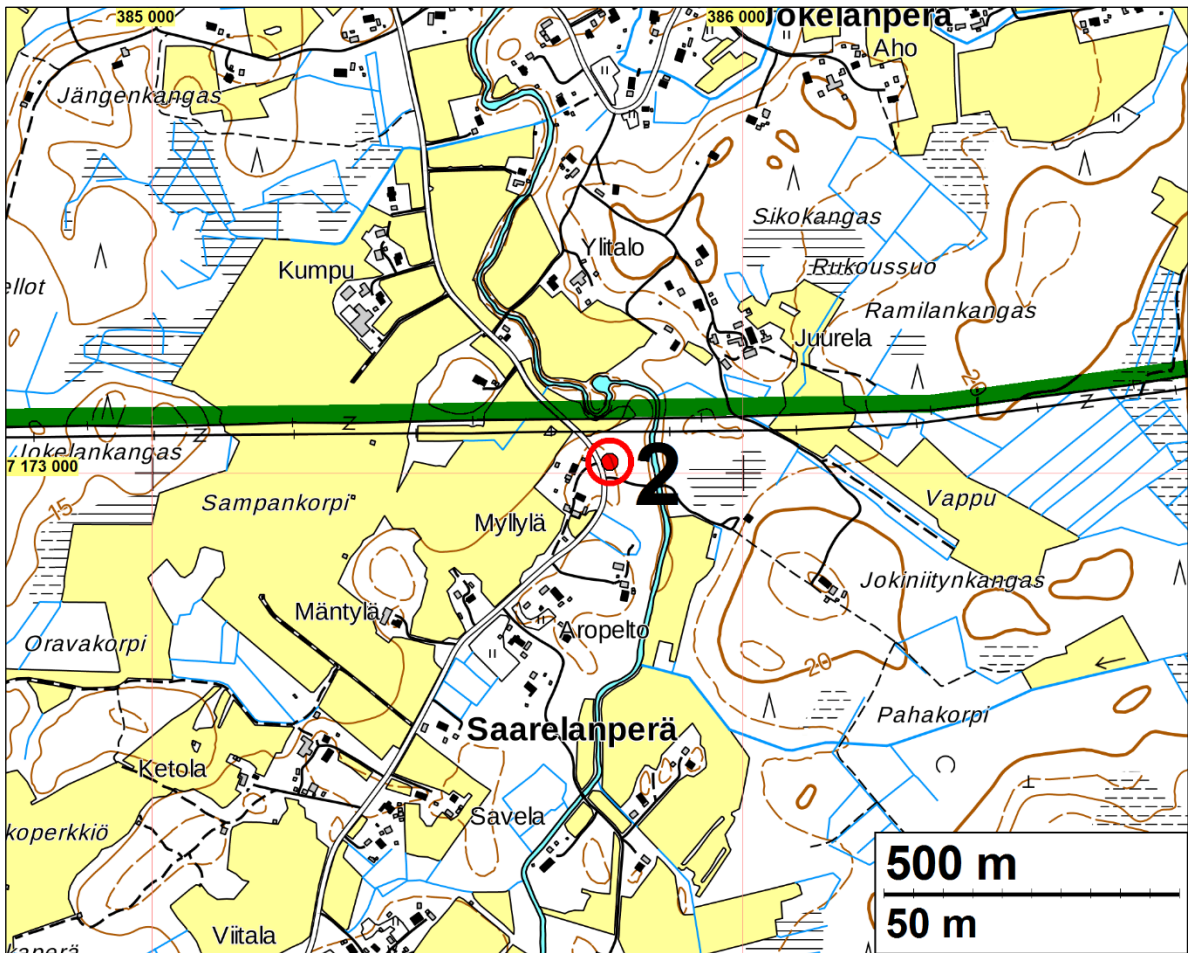 385 000
386 000
Jokelanperä
Aho
Jängenkangas
Sikokangas
Ylitalo
Kumpu
Rukoussuo
ellot
Ramilankangas
Juurela
20
Jokelankangas
7 173 000
2
15
Sampankorpi
Vappu
Myllylä
Jokiniitynkangas
Mäntylä
Aropelto
Oravakorpi
20
Pahakorpi
Saarelanperä
Ketola
Savela
koperkkiö
500 m
50 m
Viitala
kaperä